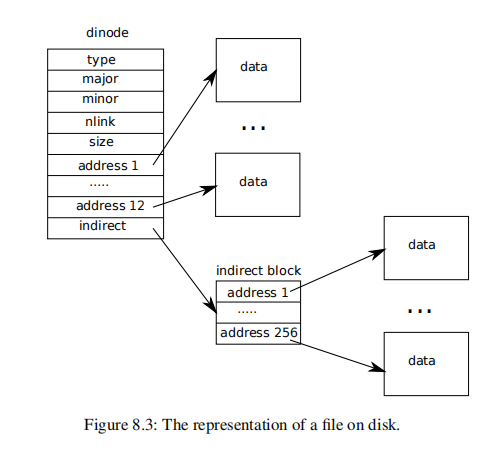 dinode
type
major
minor
nlink
size
address 1
.....
address 12
indirect
data
...
data
indirect block
address 1
.....
address 256
data
...
data
Figure 8.3: The representation of a file on disk.